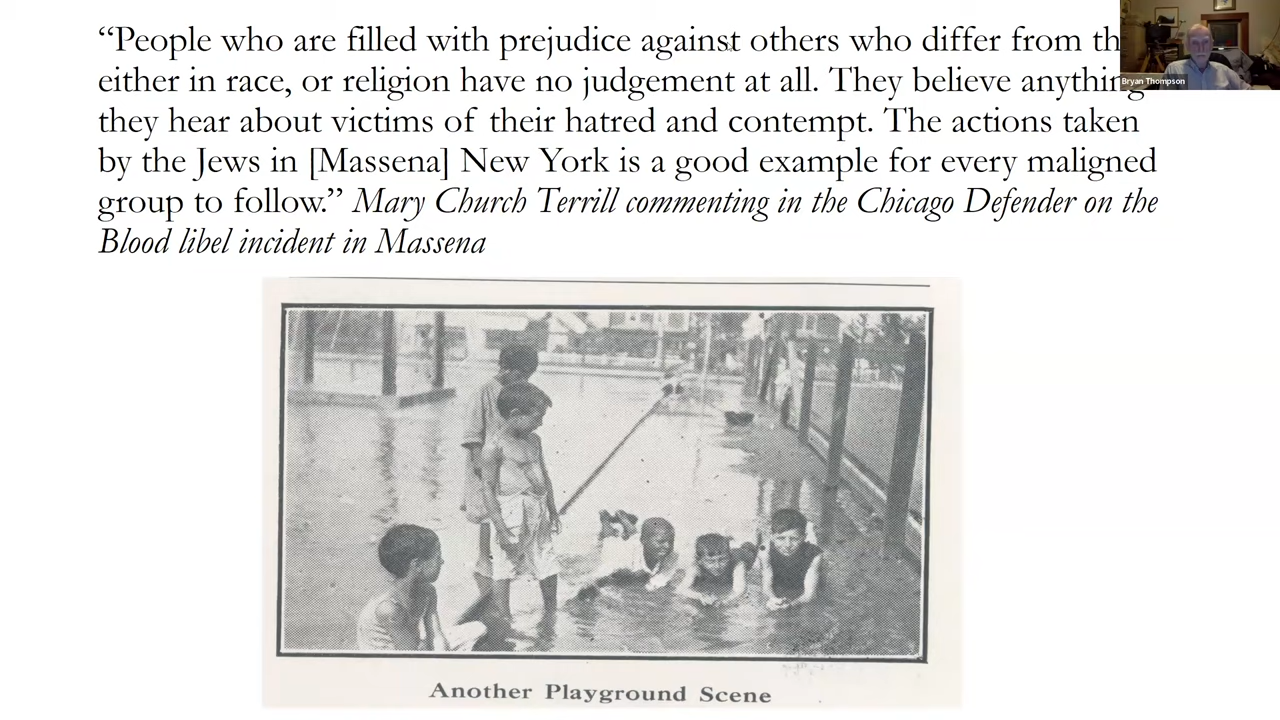 “People who are filled with prejudice against others who differ from th
either in race, or religion have no judgement at all. They believe anything
they hear about victims of their hatred and contempt. The actions taken
by the Jews in [Massena] New York is a good example for every maligned
group to follow.” Mary Church Terrill commenting in the Chicago Defender on the
Blood libel incident in Massena
Bryan Thompson
Another Playground Scene